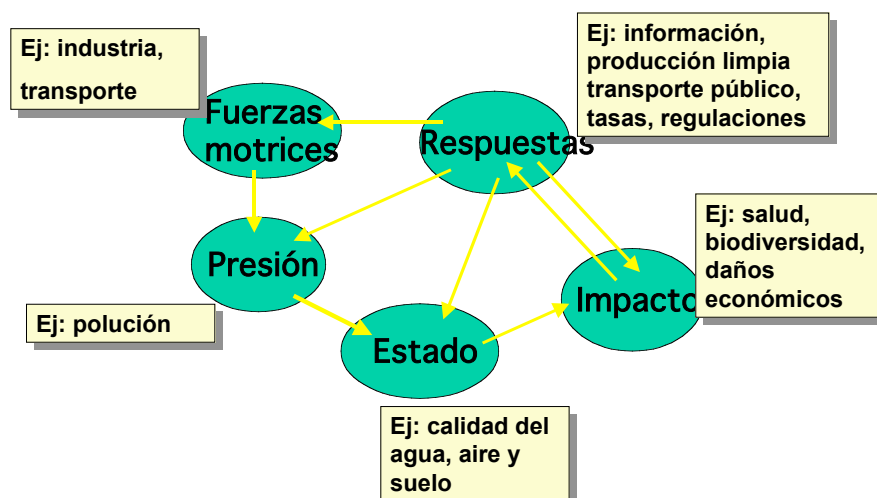 Ej: industria,
transporte
Fuerzas
motrices
Ej: información,
producción limpia
transporte público,
tasas, regulaciones
Respuestas
Presión
Ej: polución
Estado
Ej: calidad del
agua, aire y
suelo
Impacto
Ej: salud,
biodiversidad,
daños
económicos